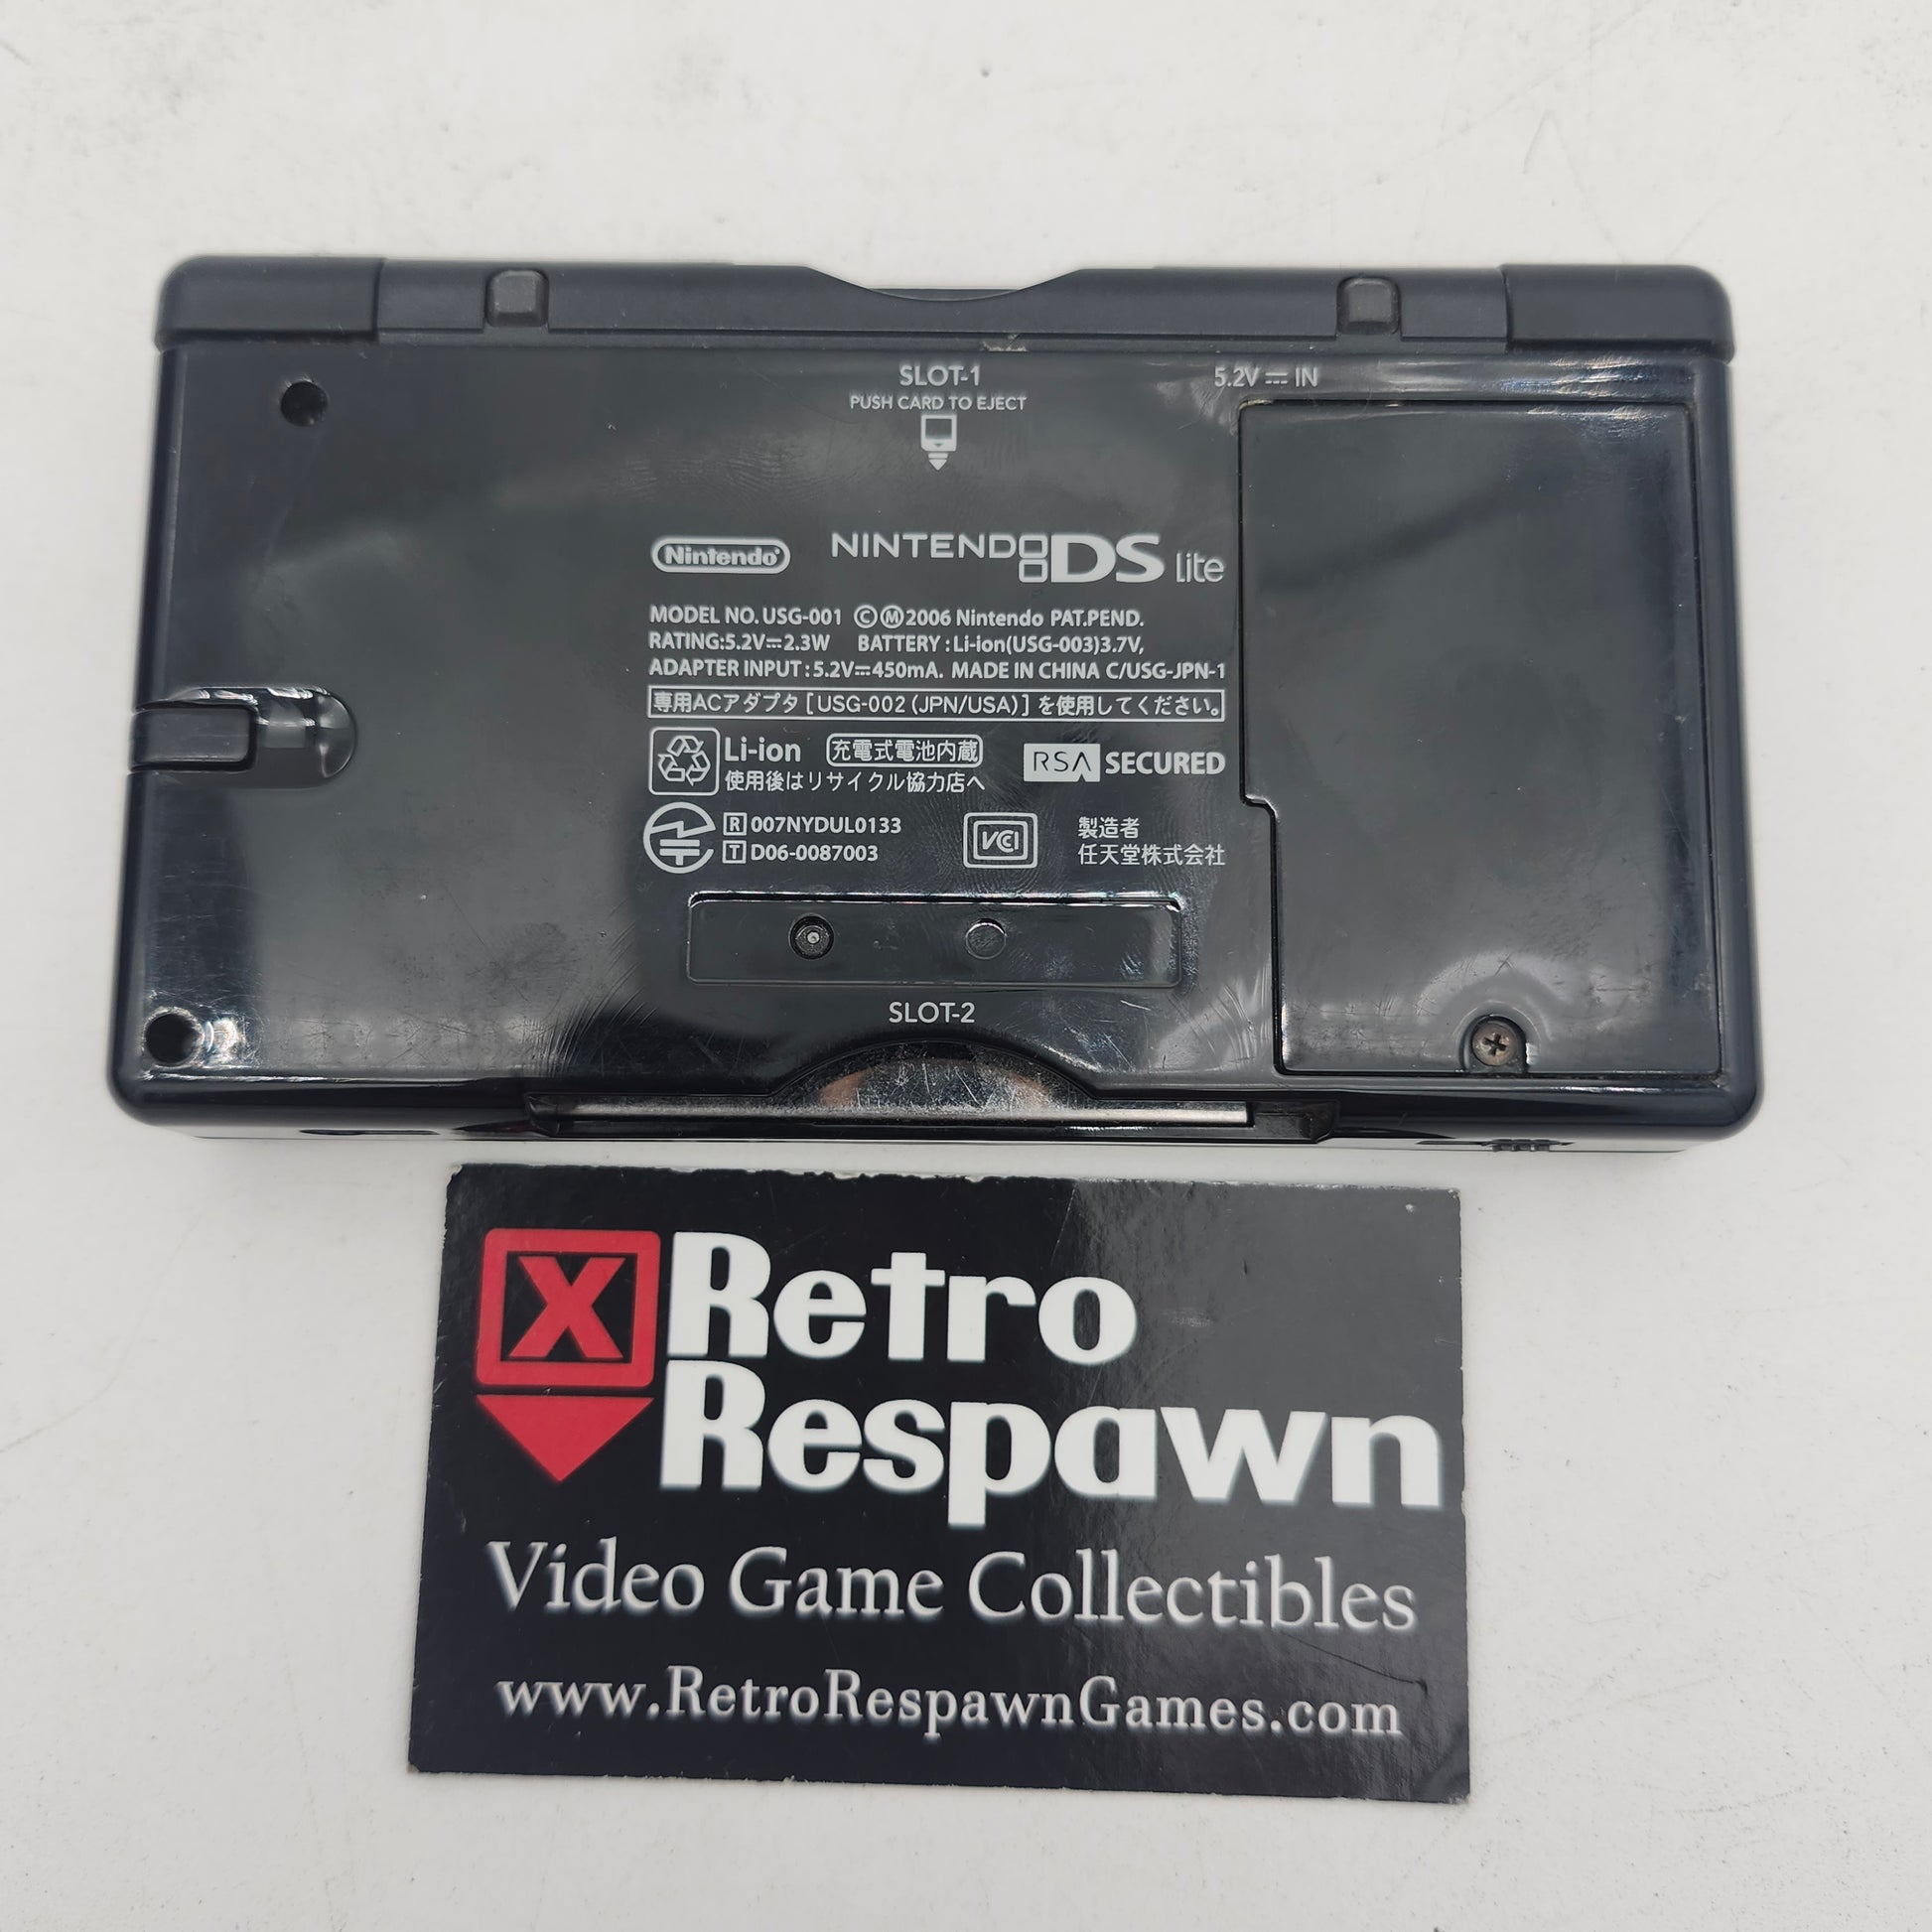 SLOT-1
PUSH CARD TO EJECT
5.2V⎓IN
Nintendo
NINTENDO DS Lite
MODEL NO. USG-001 ©Ⓜ2006 Nintendo PAT.PEND.
RATING:5.2V⎓2.3W BATTERY:Li-ion(USG-003)3.7V,
ADAPTER INPUT:5.2V⎓450mA. MADE IN CHINA C/USG-JPN-1
専用ACアダプタ[USG-002(JPN/USA)]を使用してください。
Li-ion 充電式電池内蔵
使用後はリサイクル協力店へ
RSA SECURED
R 007NYDUL0133
T D06-0087003
VCI
製造者
任天堂株式会社
SLOT-2
X Retro
Respawn
Video Game Collectibles
www.RetroRespawnGames.com